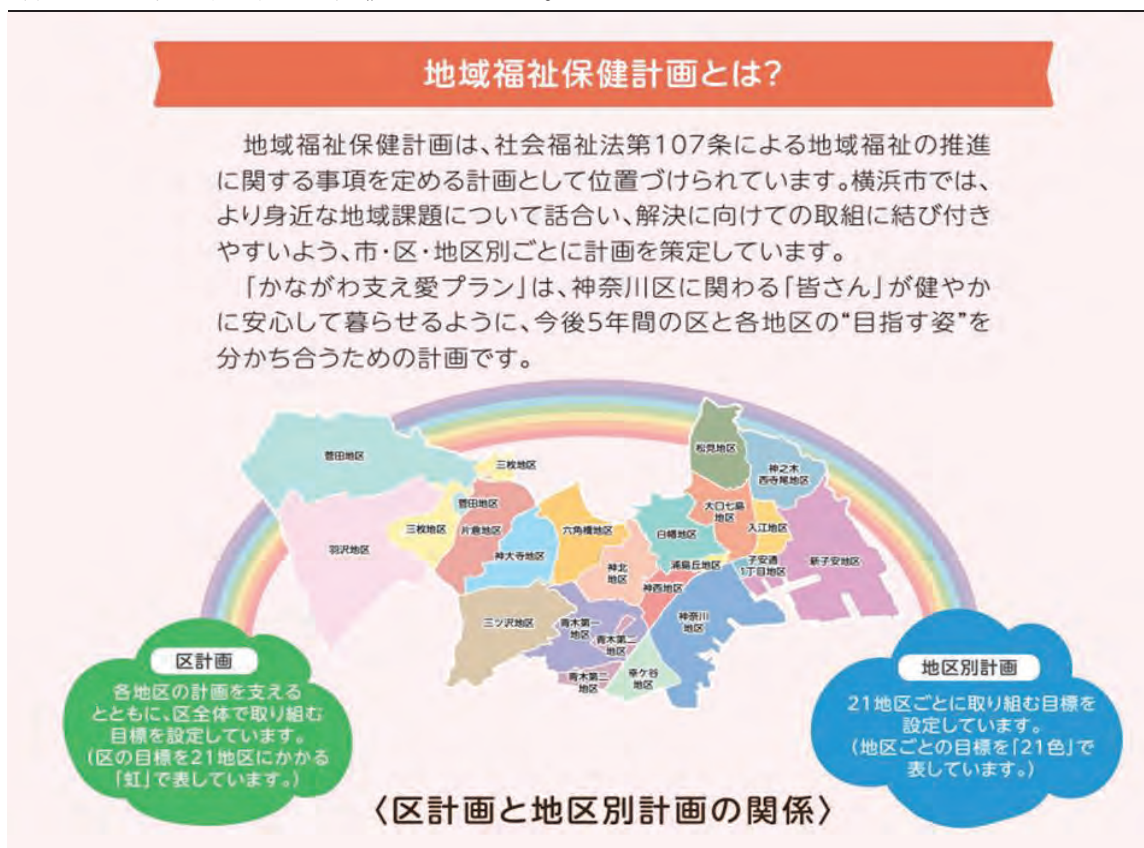 地域福祉保健計画とは?
地域福祉保健計画は、社会福祉法第107条による地域福祉の推進
に関する事項を定める計画として位置づけられています。横浜市では、
より身近な地域課題について話合い、解決に向けての取組に結び付き
やすいよう、市・区・地区別ごとに計画を策定しています。
「かながわ支え愛プラン」は、神奈川区に関わる「皆さん」が健やか
に安心して暮らせるように、今後5年間の区と各地区の“目指す姿”を
分かち合うための計画です。
菅田地区
三枚地区
松見地区
神之木
西寺尾地区
羽沢地区
三枚地区
菅田地区
片倉地区
神大寺地区
六角橋地区
白幡地区
大口七島
地区
入江地区
新子安地区
子安通
1丁目地区
浦島丘地区
神北
地区
神西地区
神奈川
地区
三ツ沢地区
青木第一
地区
青木第二
地区
青木第二
地区
幸ケ谷
地区
区計画
各地区の計画を支える
とともに、区全体で取り組む
目標を設定しています。
(区の目標を21地区にかかる
「虹」で表しています。)
地区別計画
21地区ごとに取り組む目標を
設定しています。
(地区ごとの目標を「21色」で
表しています。)
〈区計画と地区別計画の関係〉